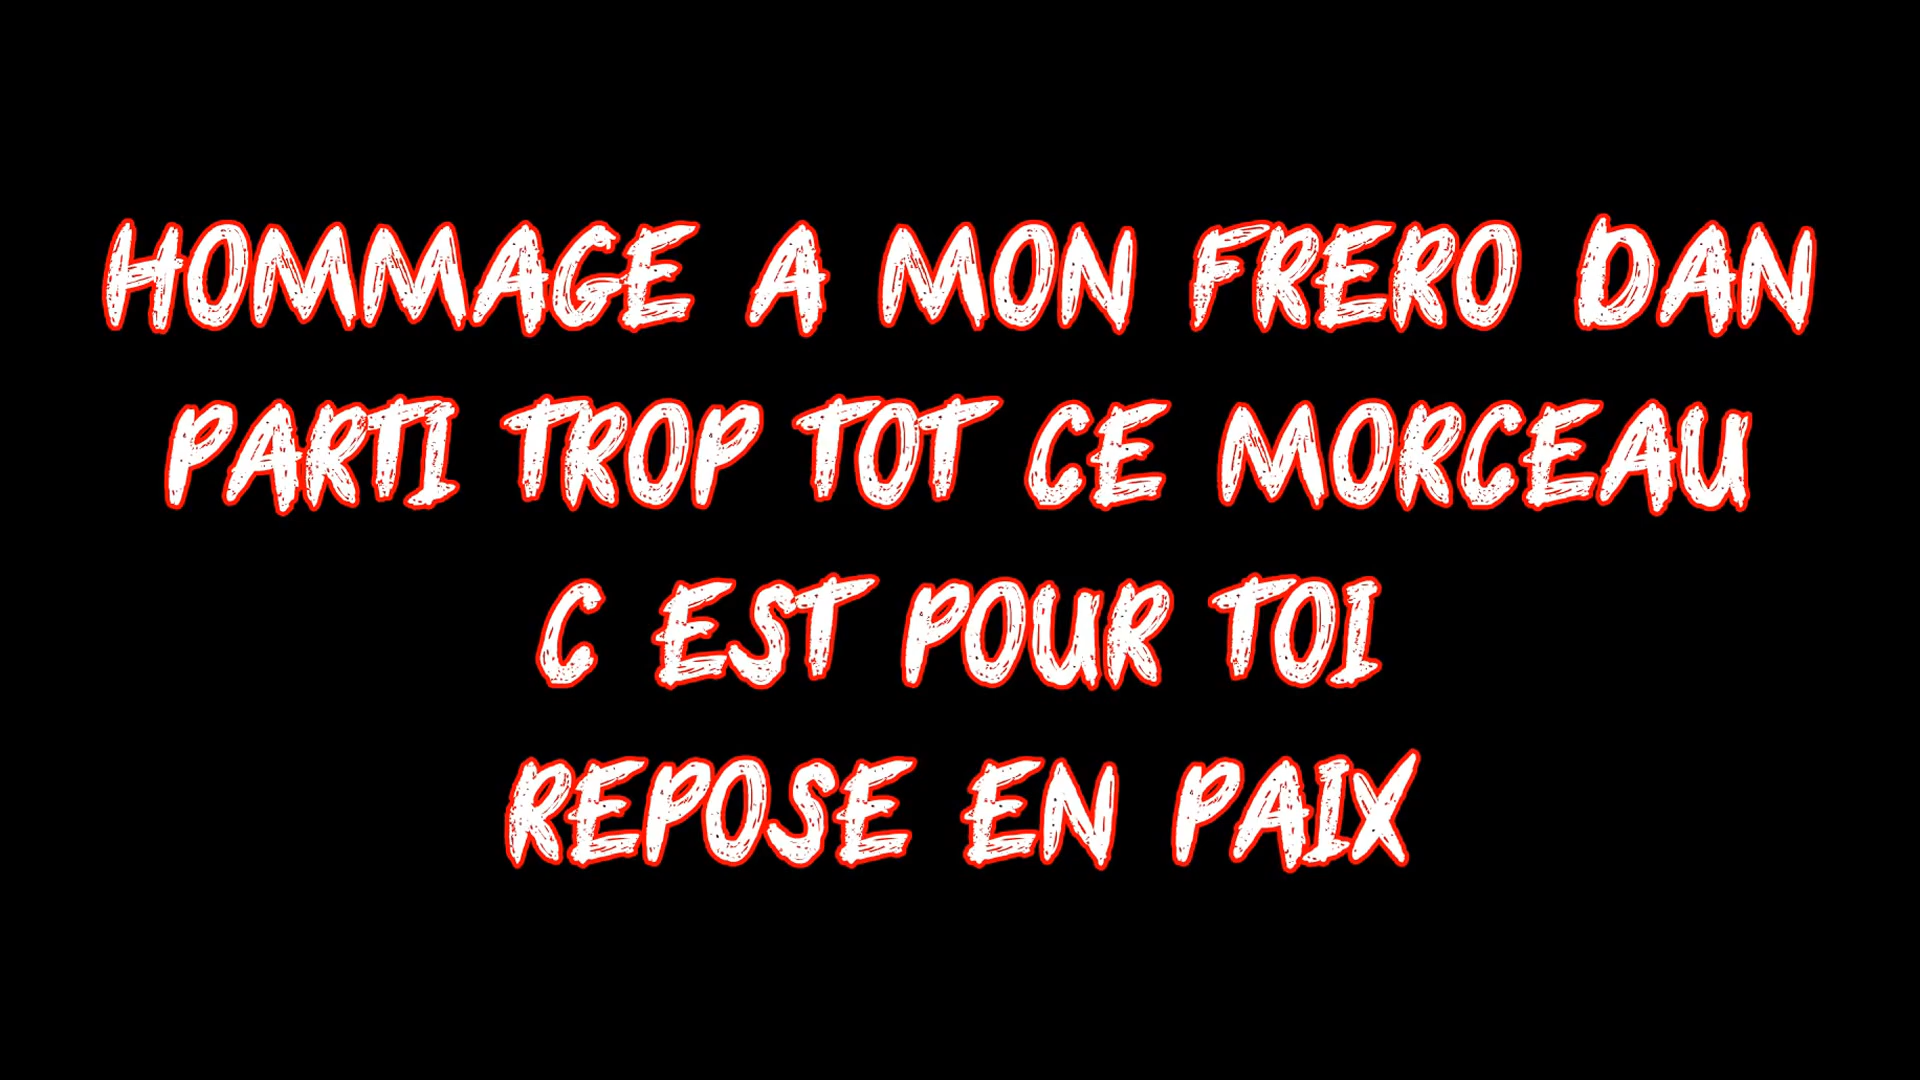 HOMMAGE A MON FRERO DAN
PARTI TROP TOT CE MORCEAU
C EST POUR TOI
REPOSE EN PAIX